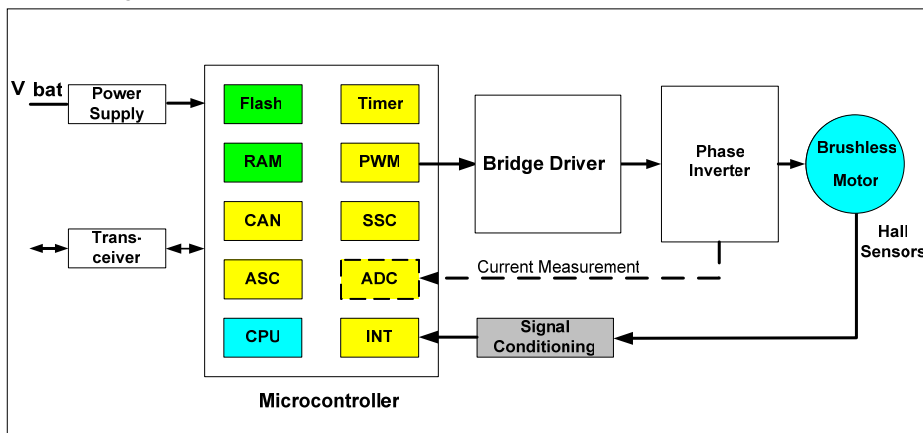 V bat
Power
Supply
Trans-
ceiver
Flash
Timer
RAM
PWM
CAN
SSC
ASC
ADC
CPU
INT
Microcontroller
Bridge Driver
Phase
Inverter
Brushless
Motor
Hall
Sensors
Current Measurement
Signal
Conditioning